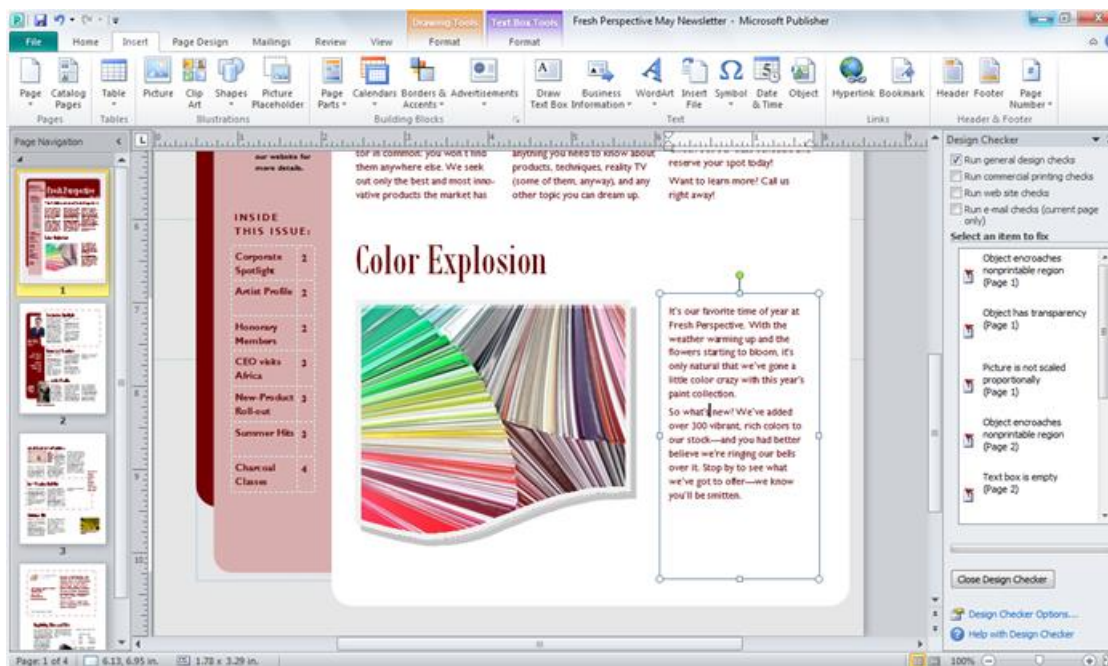 Drawing Tools Text Box Tools Fresh Perspective May Newsletter - Microsoft Publisher
File Home Insert Page Design Mailings Review View Format Format
Page Catalog Pages Table Picture Clip Art Shapes Picture Placeholder Page Parts Calendars Borders & Accents Advertisements Draw Text Box Business Information WordArt Insert File Symbol Date & Time Object Hyperlink Bookmark Header Footer Page Number
Pages Tables Illustrations Building Blocks Text Links Header & Footer
Page Navigation
Fresh Perspective
1
2
3
our website for
more details.
INSIDE
THIS ISSUE:
Corporate Spotlight 2
Artist Profile 2
Honorary Members 2
CEO visits Africa 3
New-Product Roll-out 3
Summer Hits 3
Charcoal Classes 4
tor in common: you won't find
them anywhere else. We seek
out only the best and most inno-
vative products the market has
anything you need to know about
products, techniques, reality TV
(some of them, anyway), and any
other topic you can dream up.
reserve your spot today!
Want to learn more? Call us
right away!
Color Explosion
It's our favorite time of year at
Fresh Perspective. With the
weather warming up and the
flowers starting to bloom, it's
only natural that we've gone a
little color crazy with this year's
paint collection.
So what's new? We've added
over 300 vibrant, rich colors to
our stock—and you had better
believe we're ringing our bells
over it. Stop by to see what
we've got to offer—we know
you'll be smitten.
Design Checker
Run general design checks
Run commercial printing checks
Run web site checks
Run e-mail checks (current page
only)
Select an item to fix
Object encroaches
nonprintable region
(Page 1)
Object has transparency
(Page 1)
Picture is not scaled
proportionally
(Page 1)
Object encroaches
nonprintable region
(Page 2)
Text box is empty
(Page 2)
Close Design Checker
Design Checker Options...
Help with Design Checker
Page: 1 of 4 6.13, 6.95 in. 1.78 x 3.29 in. 100%